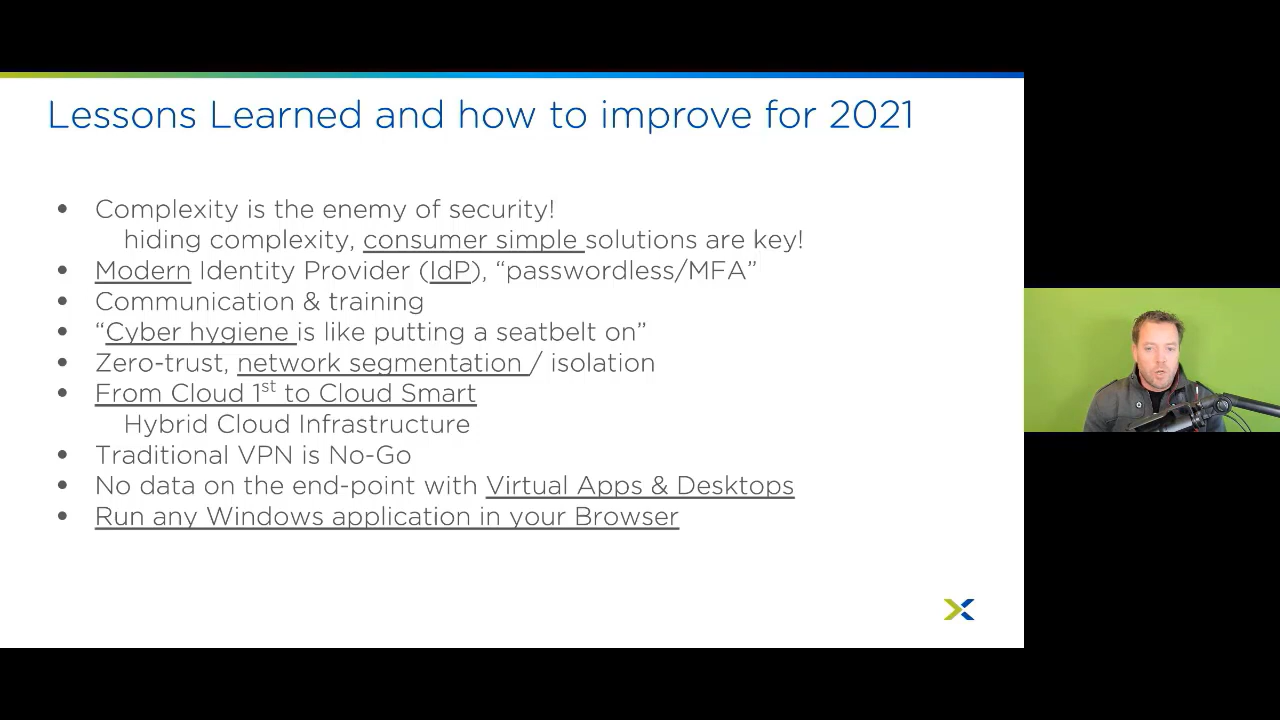 Lessons Learned and how to improve for 2021
• Complexity is the enemy of security!
hiding complexity, consumer simple solutions are key!
• Modern Identity Provider (IdP), “passwordless/MFA”
• Communication & training
• “Cyber hygiene is like putting a seatbelt on”
• Zero-trust, network segmentation / isolation
• From Cloud 1st to Cloud Smart
Hybrid Cloud Infrastructure
• Traditional VPN is No-Go
• No data on the end-point with Virtual Apps & Desktops
• Run any Windows application in your Browser